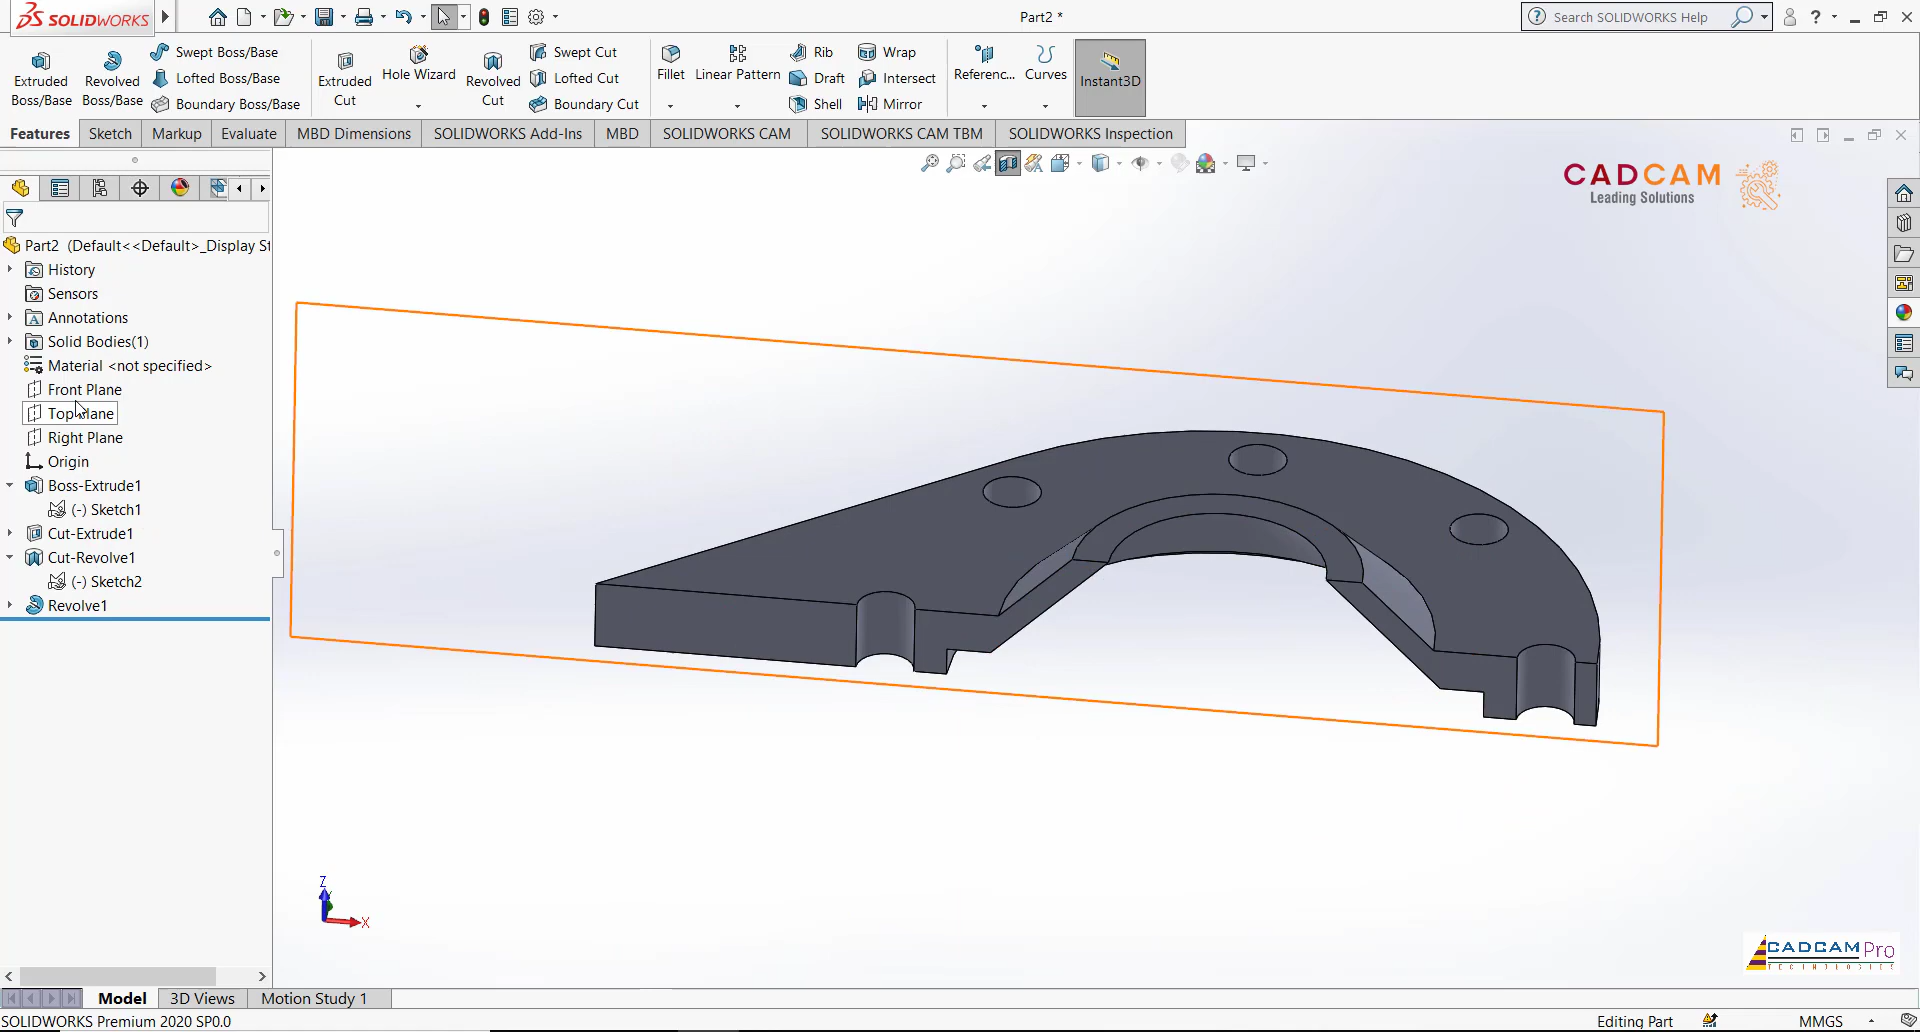 SOLIDWORKS
Part2 *
Search SOLIDWORKS Help
?
Extruded Boss/Base
Revolved Boss/Base
Swept Boss/Base
Lofted Boss/Base
Boundary Boss/Base
Extruded Cut
Hole Wizard
Revolved Cut
Swept Cut
Lofted Cut
Boundary Cut
Fillet
Linear Pattern
Rib
Draft
Shell
Wrap
Intersect
Mirror
Referenc...
Curves
Instant3D
Features
Sketch
Markup
Evaluate
MBD Dimensions
SOLIDWORKS Add-Ins
MBD
SOLIDWORKS CAM
SOLIDWORKS CAM TBM
SOLIDWORKS Inspection
CADCAM
Leading Solutions
Part2 (Default<<Default>_Display St
History
Sensors
Annotations
Solid Bodies(1)
Material <not specified>
Front Plane
Top Plane
Right Plane
Origin
Boss-Extrude1
(-) Sketch1
Cut-Extrude1
Cut-Revolve1
(-) Sketch2
Revolve1
Z
X
CADCAM Pro
TECHNOLOGIES
Model
3D Views
Motion Study 1
SOLIDWORKS Premium 2020 SP0.0
Editing Part
MMGS